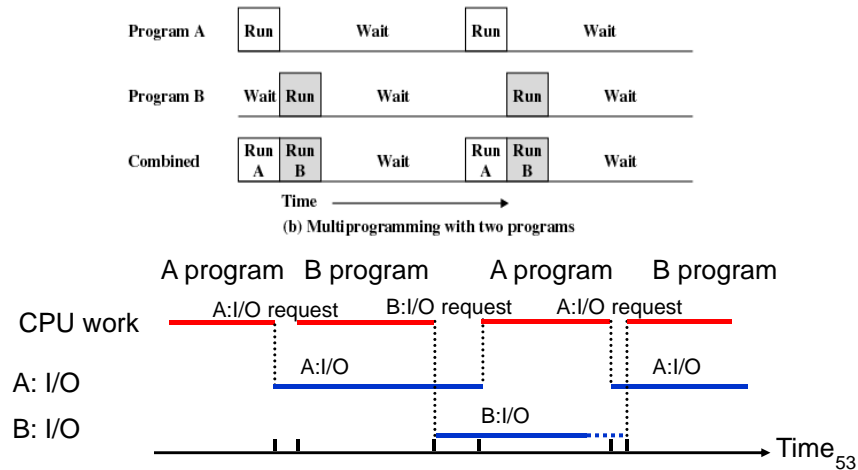 Program A Run Wait Run Wait
Program B Wait Run Wait Run Wait
Combined Run A Run B Wait Run A Run B Wait
Time
(b) Multiprogramming with two programs
A program B program A program B program
A:I/O request B:I/O request A:I/O request
CPU work
A:I/O A:I/O
A: I/O
B:I/O
B: I/O
Time
53